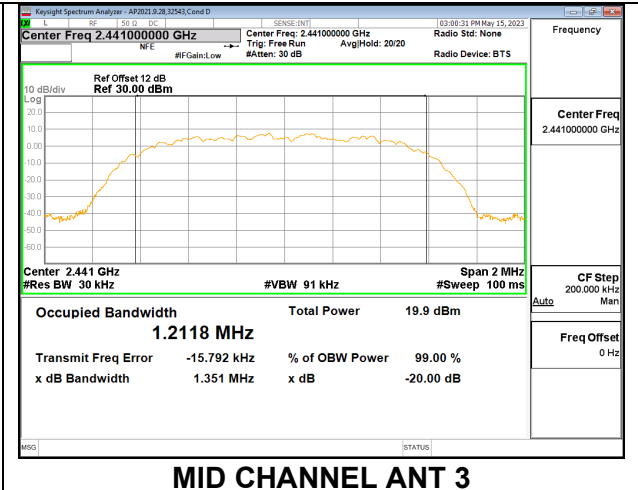 Keysight Spectrum Analyzer - AP2021.9.28,32543,Cond D
L RF 50 Ω DC SENSE:INT 03:00:31 PM May 15, 2023
Center Freq 2.441000000 GHz Center Freq: 2.441000000 GHz Radio Std: None
NFE Trig: Free Run Avg|Hold: 20/20
#IFGain:Low #Atten: 30 dB Radio Device: BTS
Frequency
Ref Offset 12 dB
10 dB/div Ref 30.00 dBm
Log
20.0
10.0
0.00
-10.0
-20.0
-30.0
-40.0
-50.0
-60.0
Center Freq
2.441000000 GHz
Center 2.441 GHz Span 2 MHz
#Res BW 30 kHz #VBW 91 kHz #Sweep 100 ms
CF Step
200.000 kHz
Auto Man
Occupied Bandwidth Total Power 19.9 dBm
1.2118 MHz
Transmit Freq Error -15.792 kHz % of OBW Power 99.00 %
x dB Bandwidth 1.351 MHz x dB -20.00 dB
Freq Offset
0 Hz
MSG STATUS
MID CHANNEL ANT 3